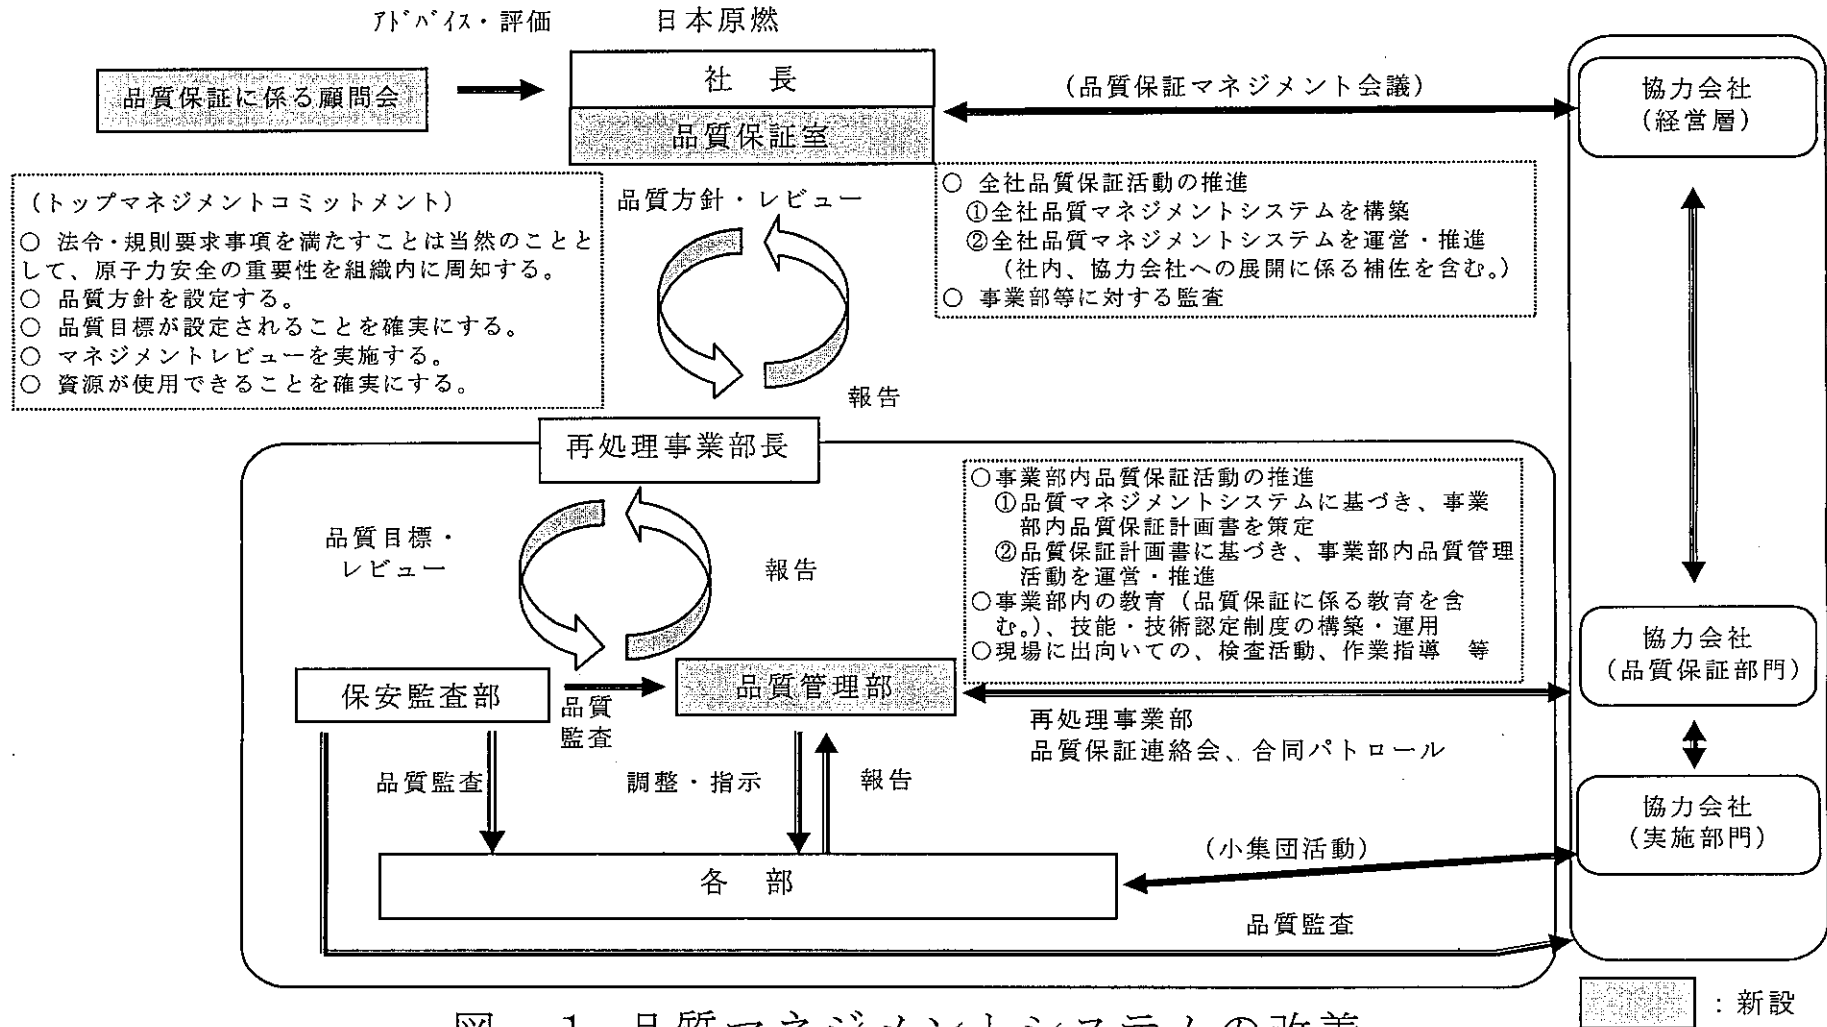 ｱﾄﾞﾊﾞｲｽ・評価
日本原燃
品質保証に係る顧問会
社　長
品質保証室
(品質保証マネジメント会議)
協力会社
(経営層)
(トップマネジメントコミットメント)
○ 法令・規則要求事項を満たすことは当然のことと
して、原子力安全の重要性を組織内に周知する。
○ 品質方針を設定する。
○ 品質目標が設定されることを確実にする。
○ マネジメントレビューを実施する。
○ 資源が使用できることを確実にする。
品質方針・レビュー
報告
○ 全社品質保証活動の推進
①全社品質マネジメントシステムを構築
②全社品質マネジメントシステムを運営・推進
(社内、協力会社への展開に係る補佐を含む。)
○ 事業部等に対する監査
再処理事業部長
品質目標・
レビュー
報告
○事業部内品質保証活動の推進
①品質マネジメントシステムに基づき、事業
部内品質保証計画書を策定
②品質保証計画書に基づき、事業部内品質管理
活動を運営・推進
○事業部内の教育（品質保証に係る教育を含
む。)、技能・技術認定制度の構築・運用
○現場に出向いての、検査活動、作業指導　等
協力会社
(品質保証部門)
保安監査部
品質
監査
品質管理部
再処理事業部
品質保証連絡会、合同パトロール
品質監査
調整・指示
報告
協力会社
(実施部門)
(小集団活動)
各　部
品質監査
：新設
図－１ 品質マネジメントシステムの改善